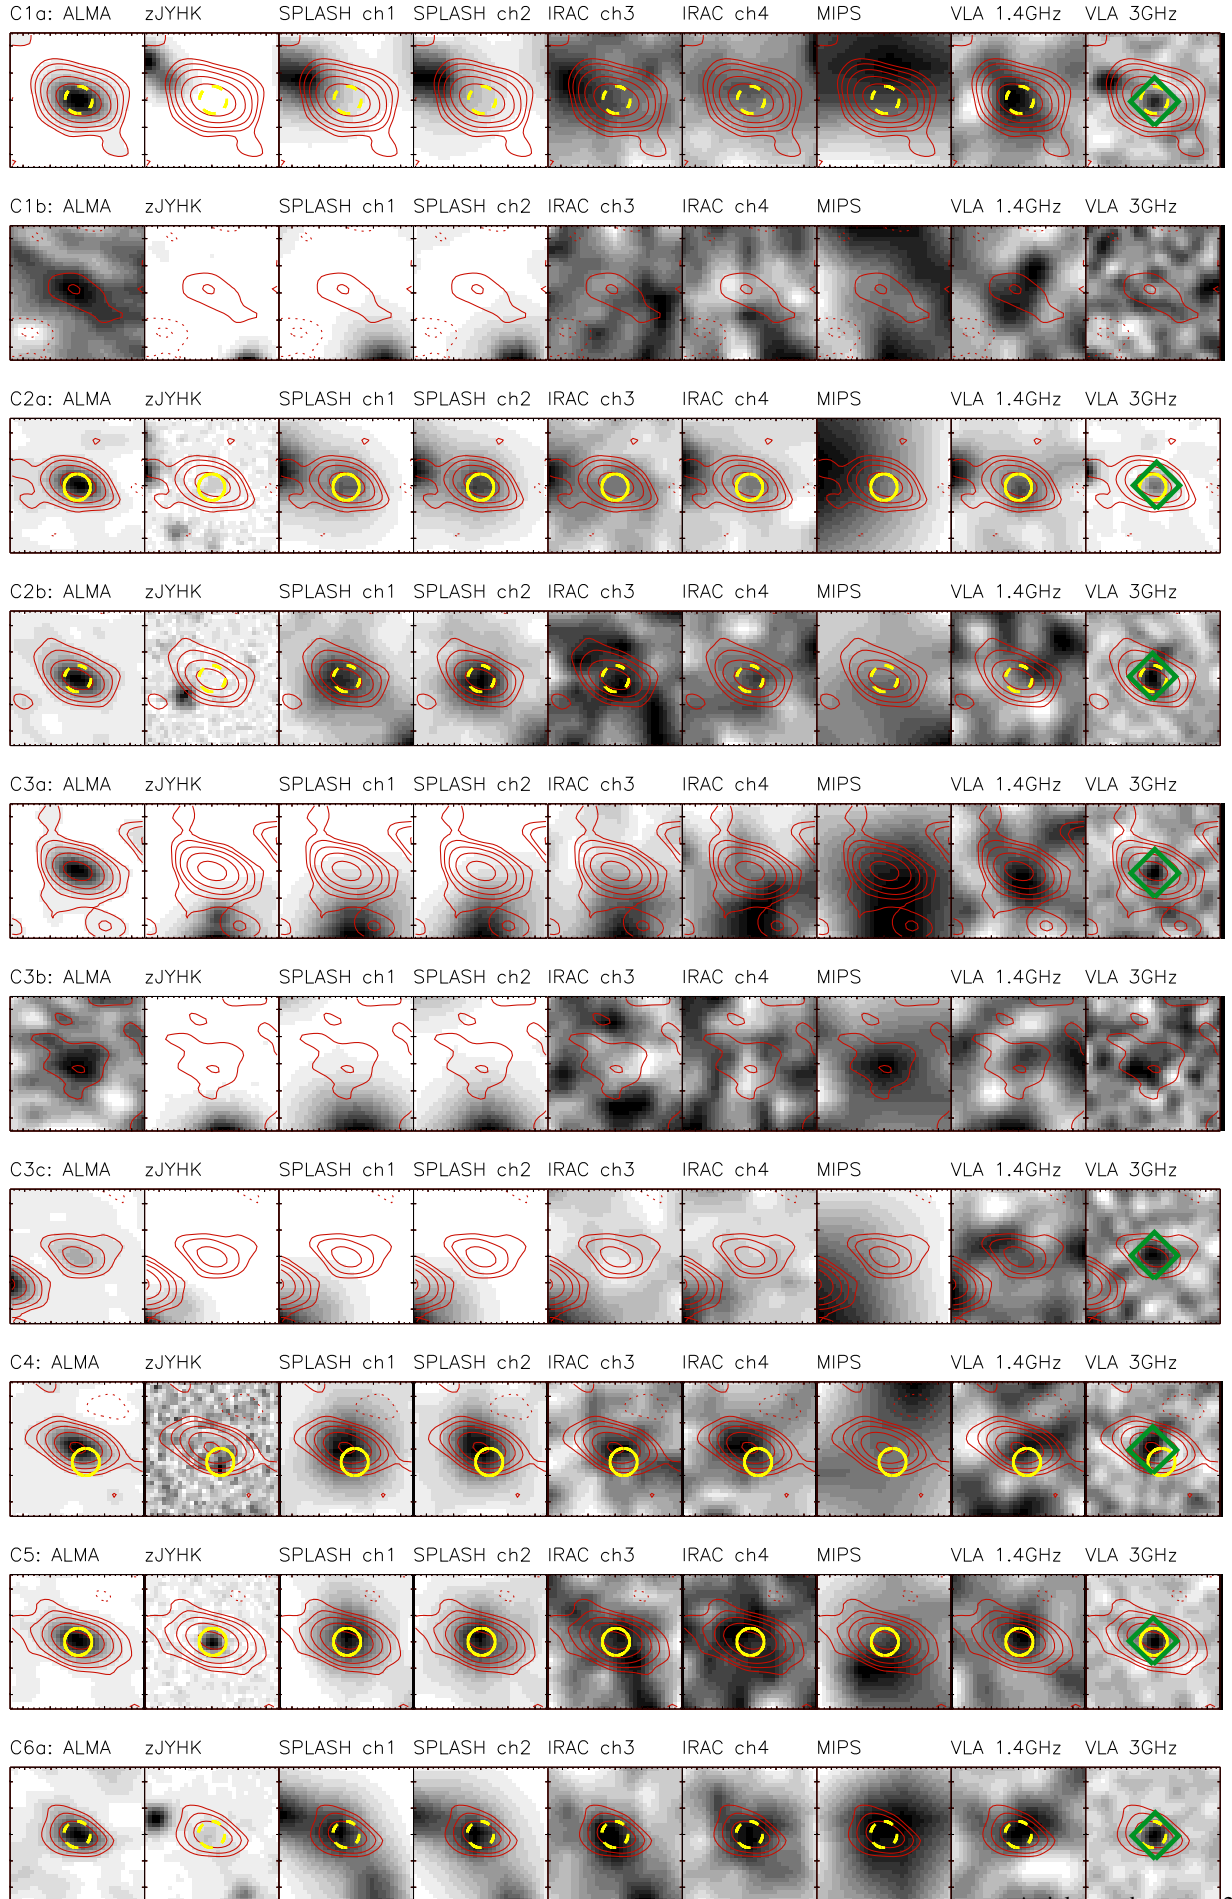 C1a: ALMA zJYHK SPLASH ch1 SPLASH ch2 IRAC ch3 IRAC ch4 MIPS VLA 1.4GHz VLA 3GHz
C1b: ALMA zJYHK SPLASH ch1 SPLASH ch2 IRAC ch3 IRAC ch4 MIPS VLA 1.4GHz VLA 3GHz
C2a: ALMA zJYHK SPLASH ch1 SPLASH ch2 IRAC ch3 IRAC ch4 MIPS VLA 1.4GHz VLA 3GHz
C2b: ALMA zJYHK SPLASH ch1 SPLASH ch2 IRAC ch3 IRAC ch4 MIPS VLA 1.4GHz VLA 3GHz
C3a: ALMA zJYHK SPLASH ch1 SPLASH ch2 IRAC ch3 IRAC ch4 MIPS VLA 1.4GHz VLA 3GHz
C3b: ALMA zJYHK SPLASH ch1 SPLASH ch2 IRAC ch3 IRAC ch4 MIPS VLA 1.4GHz VLA 3GHz
C3c: ALMA zJYHK SPLASH ch1 SPLASH ch2 IRAC ch3 IRAC ch4 MIPS VLA 1.4GHz VLA 3GHz
C4: ALMA zJYHK SPLASH ch1 SPLASH ch2 IRAC ch3 IRAC ch4 MIPS VLA 1.4GHz VLA 3GHz
C5: ALMA zJYHK SPLASH ch1 SPLASH ch2 IRAC ch3 IRAC ch4 MIPS VLA 1.4GHz VLA 3GHz
C6a: ALMA zJYHK SPLASH ch1 SPLASH ch2 IRAC ch3 IRAC ch4 MIPS VLA 1.4GHz VLA 3GHz